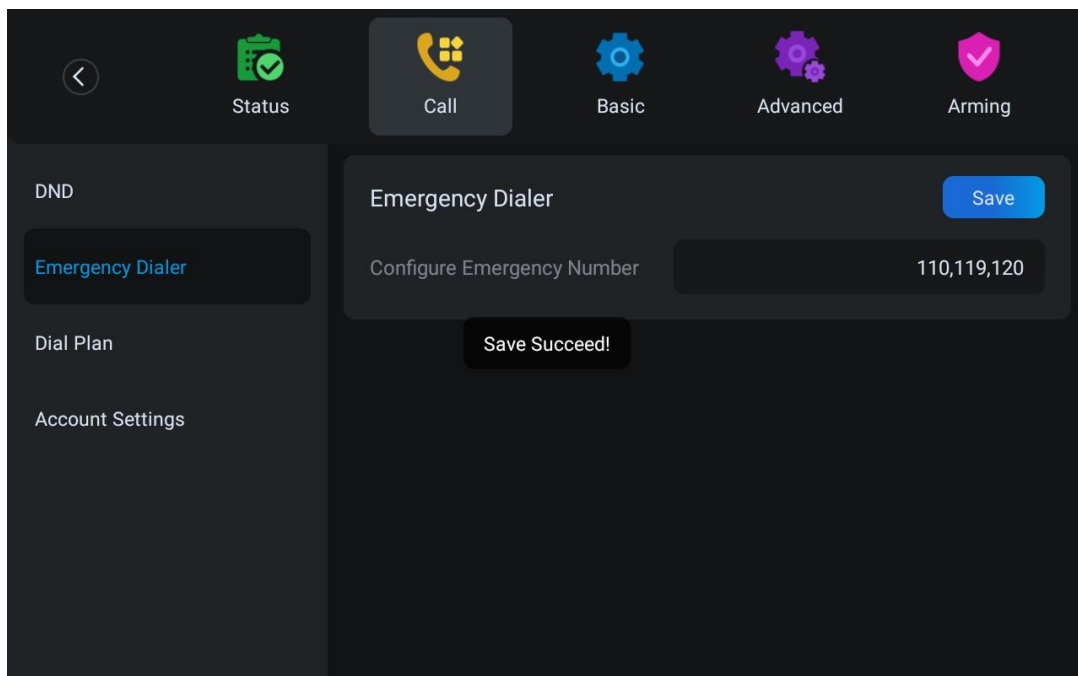 Status
Call
Basic
Advanced
Arming
DND
Emergency Dialer
Dial Plan
Account Settings
Emergency Dialer
Save
Configure Emergency Number
110,119,120
Save Succeed!